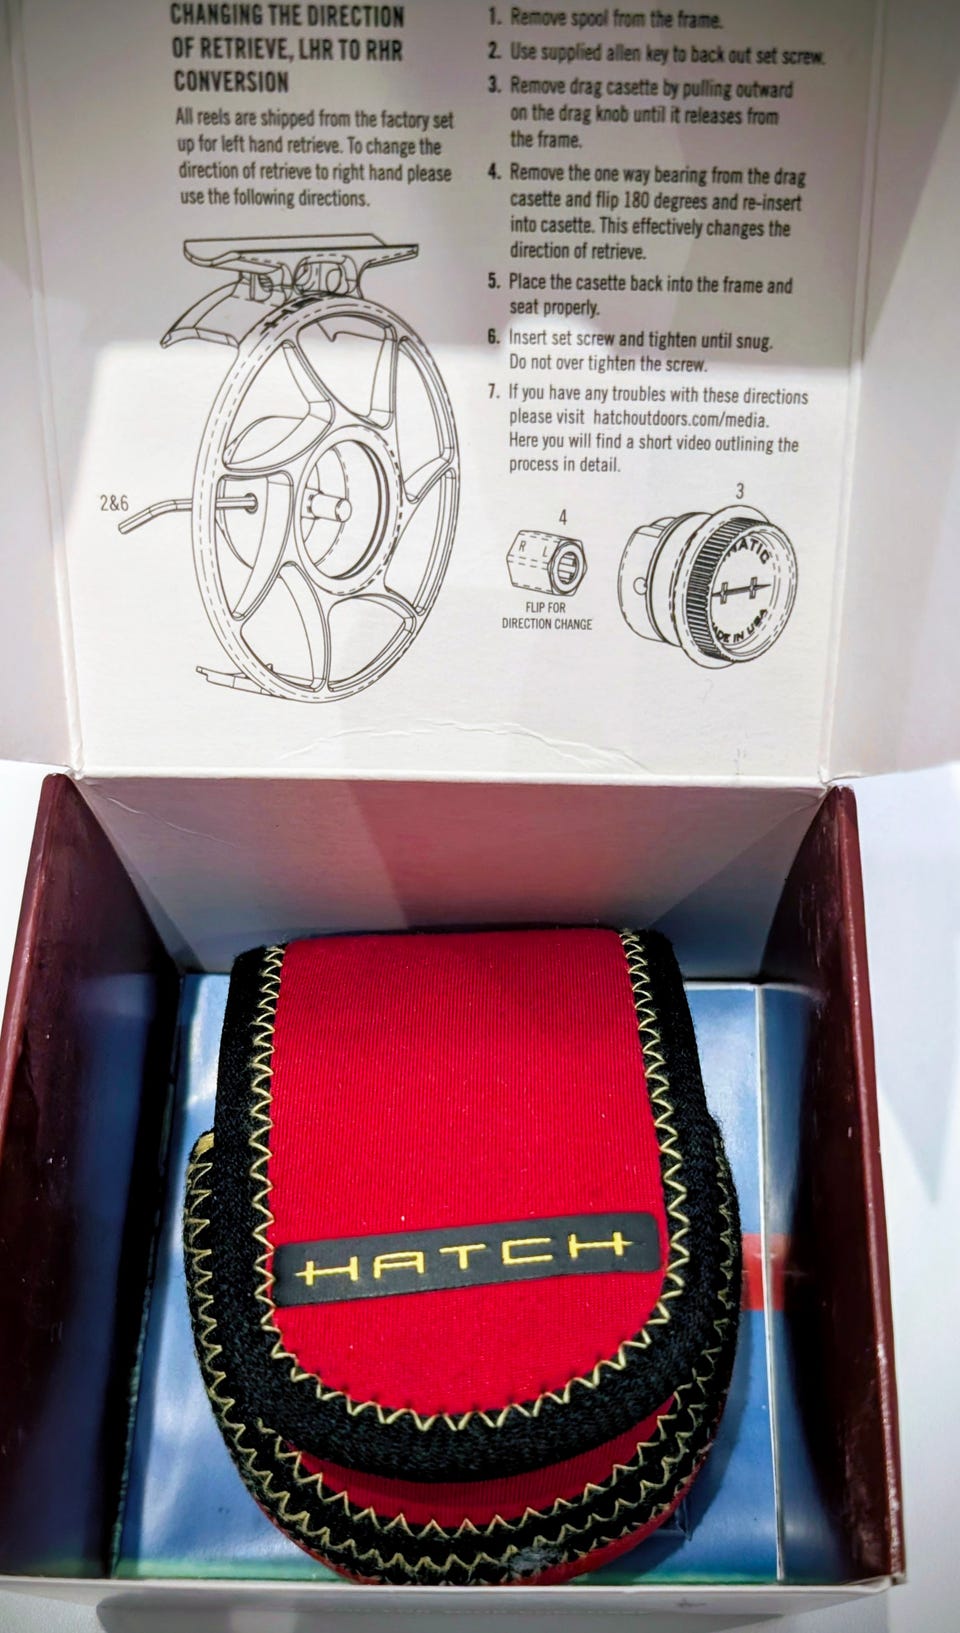 CHANGING THE DIRECTION
OF RETRIEVE, LHR TO RHR
CONVERSION
All reels are shipped from the factory set
up for left hand retrieve. To change the
direction of retrieve to right hand please
use the following directions.
1. Remove spool from the frame.
2. Use supplied allen key to back out set screw.
3. Remove drag casette by pulling outward
on the drag knob until it releases from
the frame.
4. Remove the one way bearing from the drag
casette and flip 180 degrees and re-insert
into casette. This effectively changes the
direction of retrieve.
5. Place the casette back into the frame and
seat properly.
6. Insert set screw and tighten until snug.
Do not over tighten the screw.
7. If you have any troubles with these directions
please visit hatchoutdoors.com/media.
Here you will find a short video outlining the
process in detail.
2&6
4
R L
FLIP FOR
DIRECTION CHANGE
3
MATIC
MADE IN USA
HATCH